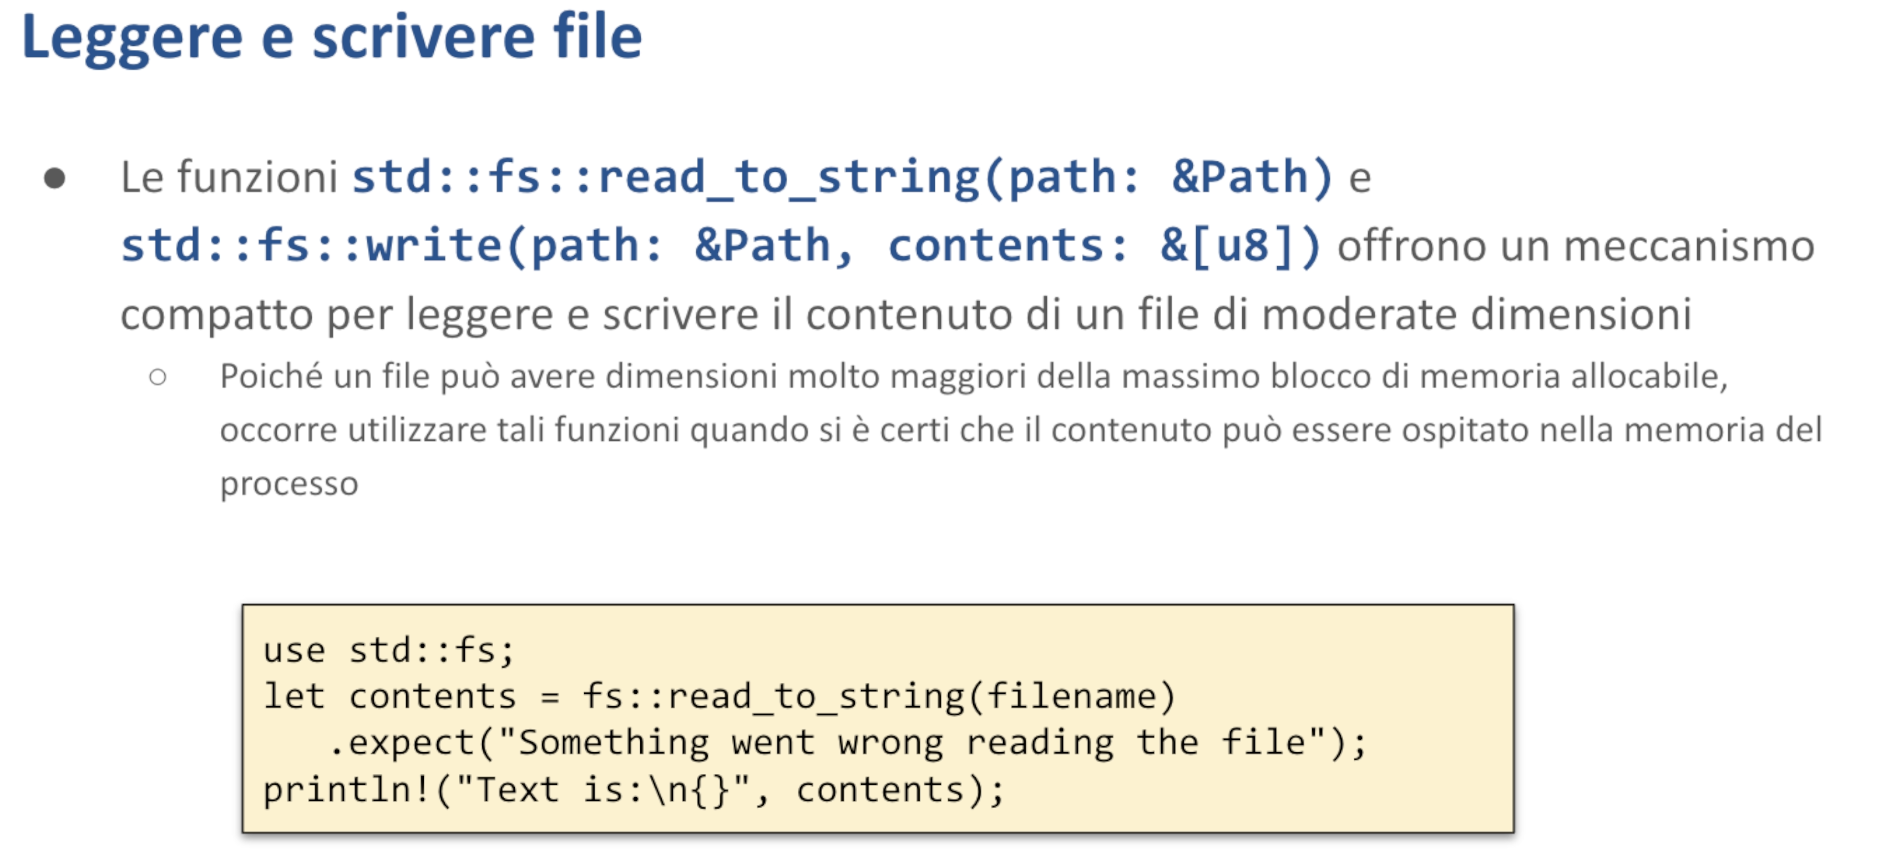 Leggere e scrivere file
● Le funzioni std::fs::read_to_string(path: &Path) e
std::fs::write(path: &Path, contents: &[u8]) offrono un meccanismo
compatto per leggere e scrivere il contenuto di un file di moderate dimensioni
○ Poiché un file può avere dimensioni molto maggiori della massimo blocco di memoria allocabile,
occorre utilizzare tali funzioni quando si è certi che il contenuto può essere ospitato nella memoria del
processo
use std::fs;
let contents = fs::read_to_string(filename)
   .expect("Something went wrong reading the file");
println!("Text is:\n{}", contents);